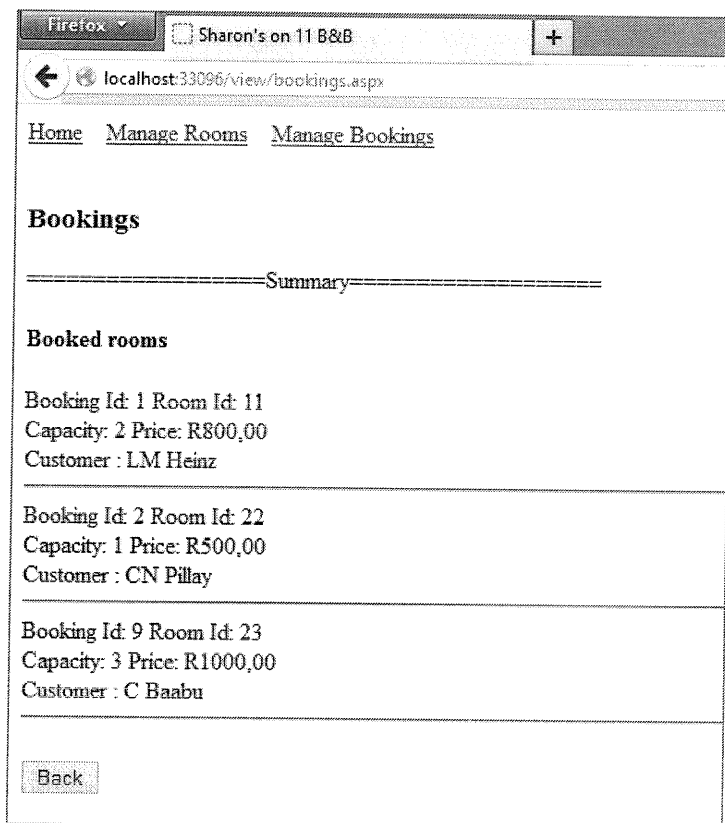 Firefox
Sharon's on 11 B&B
+
localhost:33096/view/bookings.aspx
Home Manage Rooms Manage Bookings
Bookings
==================Summary===================
Booked rooms
Booking Id: 1 Room Id: 11
Capacity: 2 Price: R800,00
Customer : LM Heinz
Booking Id: 2 Room Id: 22
Capacity: 1 Price: R500,00
Customer : CN Pillay
Booking Id: 9 Room Id: 23
Capacity: 3 Price: R1000,00
Customer : C Baabu
Back